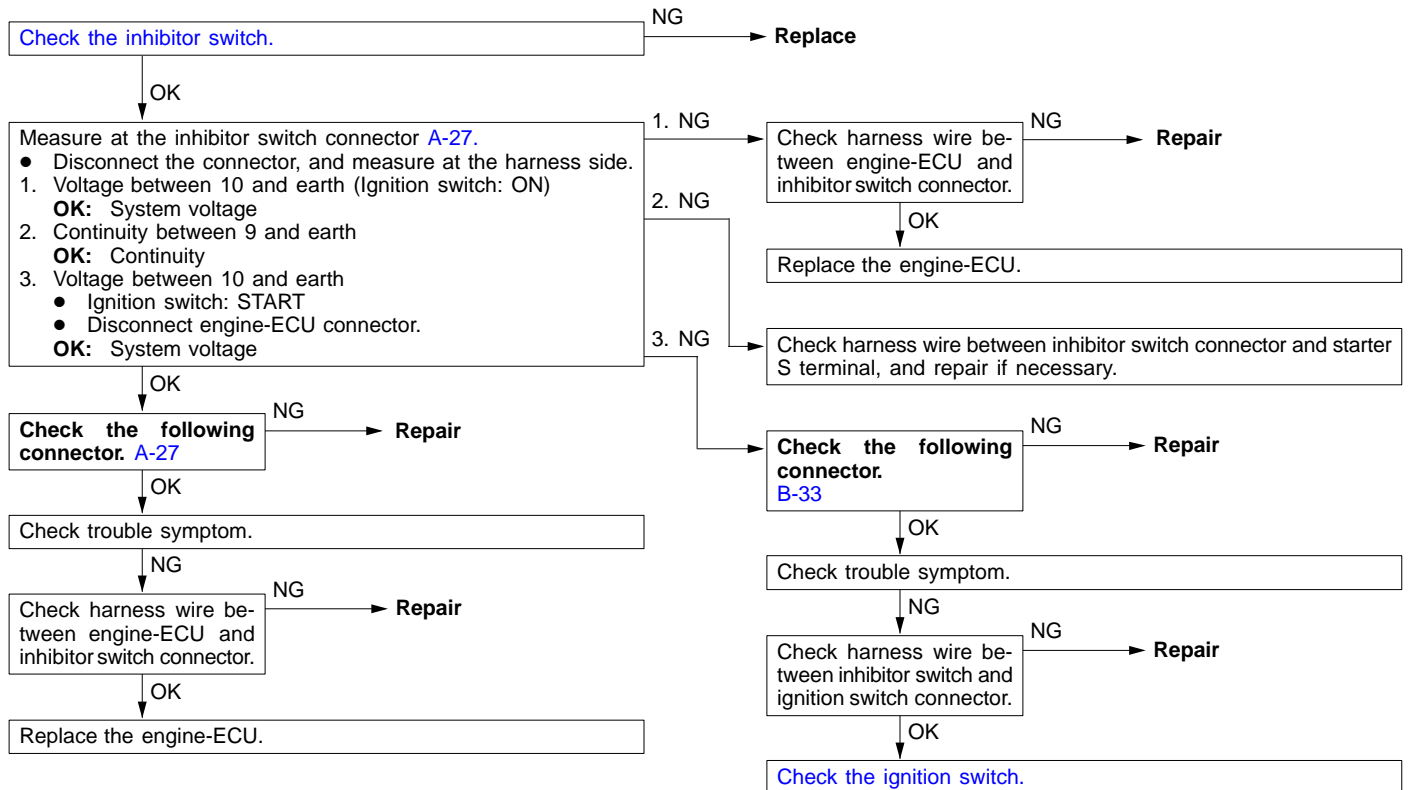 Check the inhibitor switch.
NG
Replace
OK
Measure at the inhibitor switch connector A-27.
● Disconnect the connector, and measure at the harness side.
1. Voltage between 10 and earth (Ignition switch: ON)
OK: System voltage
2. Continuity between 9 and earth
OK: Continuity
3. Voltage between 10 and earth
● Ignition switch: START
● Disconnect engine-ECU connector.
OK: System voltage
1. NG
Check harness wire be-
tween engine-ECU and
inhibitor switch connector.
NG
Repair
OK
Replace the engine-ECU.
2. NG
Check harness wire between inhibitor switch connector and starter
S terminal, and repair if necessary.
3. NG
Check the following
connector.
B-33
NG
Repair
OK
Check trouble symptom.
NG
Check harness wire be-
tween inhibitor switch and
ignition switch connector.
NG
Repair
OK
Check the ignition switch.
OK
Check the following
connector. A-27
NG
Repair
OK
Check trouble symptom.
NG
Check harness wire be-
tween engine-ECU and
inhibitor switch connector.
NG
Repair
OK
Replace the engine-ECU.